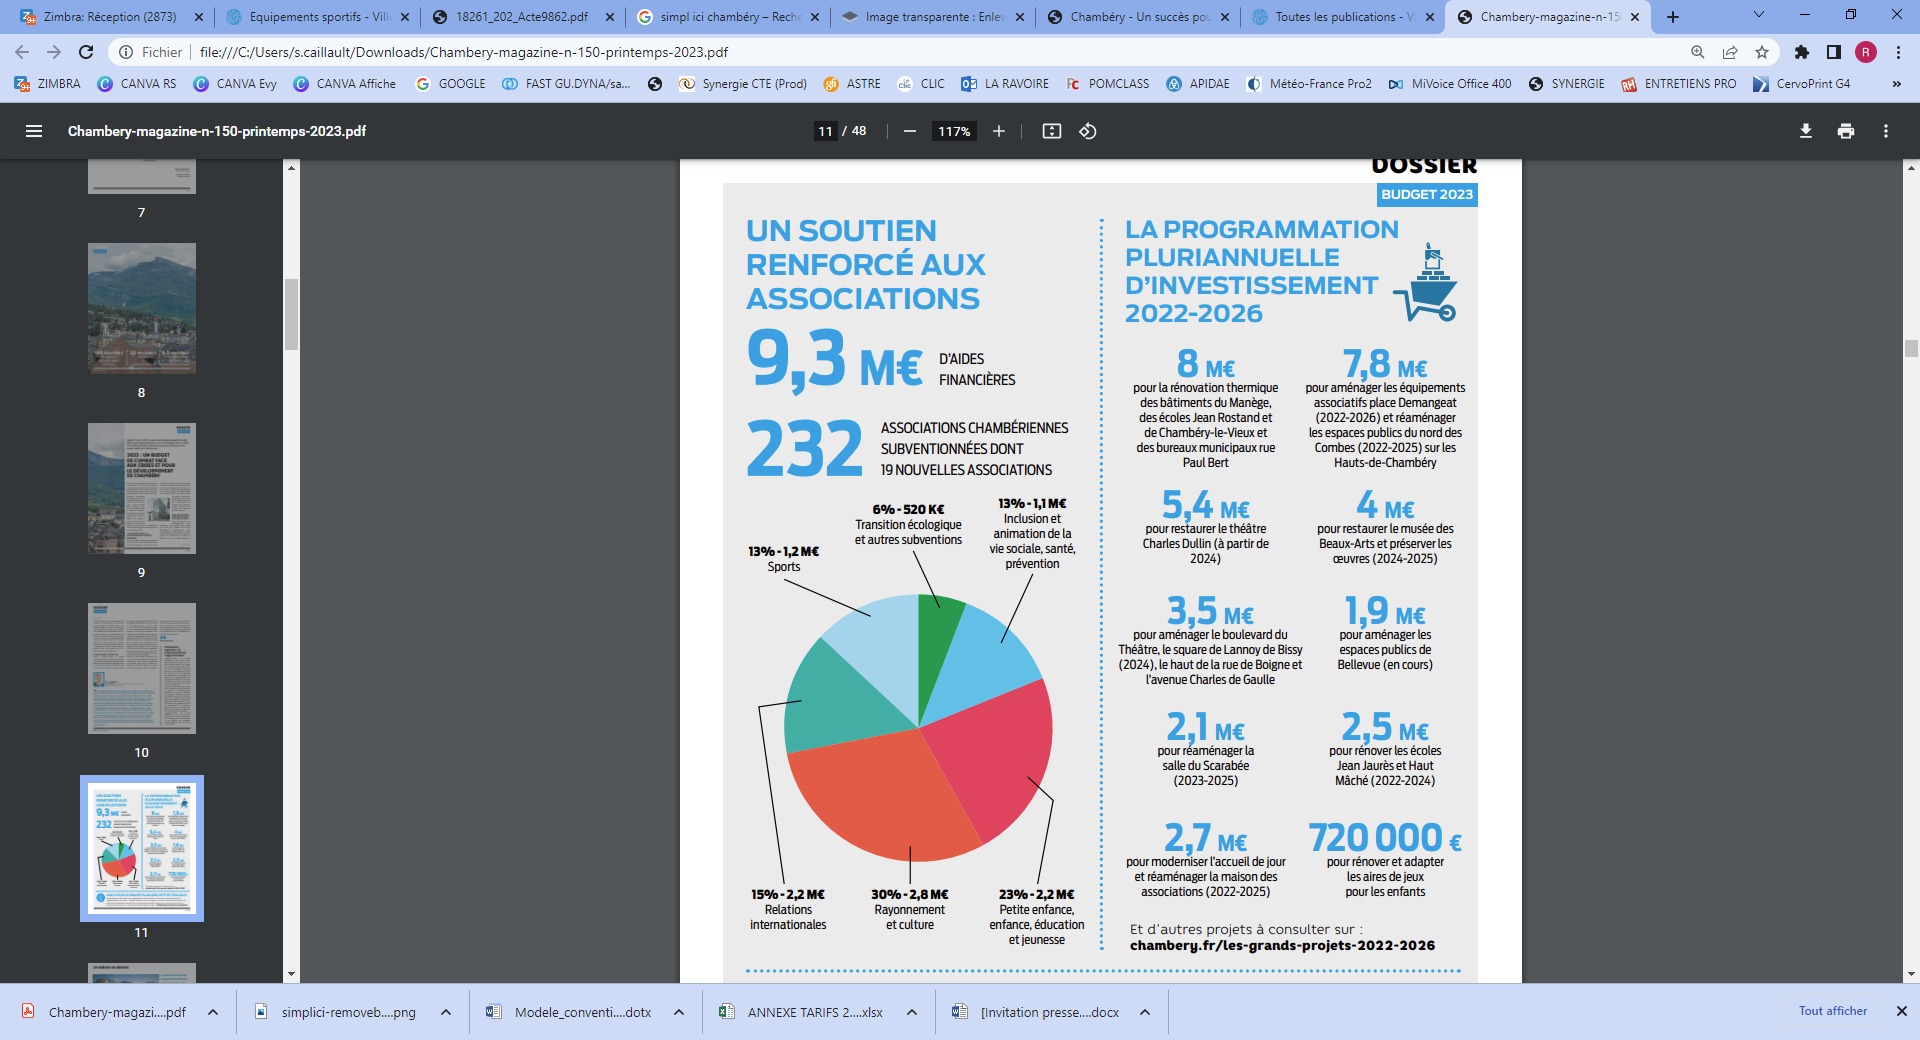 Zimbra: Réception (2873)
Equipements sportifs - Vill
18261_202_Acte9862.pdf
simpl ici chambéry – Reche
Image transparente : Enlev
Chambéry - Un succès pou
Toutes les publications - V
Chambery-magazine-n-15
Fichier
file:///C:/Users/s.caillault/Downloads/Chambery-magazine-n-150-printemps-2023.pdf
R
ZIMBRA
CANVA RS
CANVA Evy
CANVA Affiche
GOOGLE
FAST GU.DYNA/sa...
Synergie CTE (Prod)
ASTRE
CLIC
LA RAVOIRE
POMCLASS
APIDAE
Météo-France Pro2
MiVoice Office 400
SYNERGIE
ENTRETIENS PRO
CervoPrint G4
»
Chambery-magazine-n-150-printemps-2023.pdf
11 / 48
117%
7
8
9
10
11
DOSSIER
BUDGET 2023
UN SOUTIEN
RENFORCÉ AUX
ASSOCIATIONS
9,3 M€
D'AIDES
FINANCIÈRES
232
ASSOCIATIONS CHAMBÉRIENNES
SUBVENTIONNÉES DONT
19 NOUVELLES ASSOCIATIONS
6% - 520 K€
Transition écologique
et autres subventions
13% - 1,1 M€
Inclusion et
animation de la
vie sociale, santé,
prévention
13% - 1,2 M€
Sports
15% - 2,2 M€
Relations
internationales
30% - 2,8 M€
Rayonnement
et culture
23% - 2,2 M€
Petite enfance,
enfance, éducation
et jeunesse
LA PROGRAMMATION
PLURIANNUELLE
D'INVESTISSEMENT
2022-2026
8 M€
pour la rénovation thermique
des bâtiments du Manège,
des écoles Jean Rostand et
de Chambéry-le-Vieux et
des bureaux municipaux rue
Paul Bert
7,8 M€
pour aménager les équipements
associatifs place Demangeat
(2022-2026) et réaménager
les espaces publics du nord des
Combes (2022-2025) sur les
Hauts-de-Chambéry
5,4 M€
pour restaurer le théâtre
Charles Dullin (à partir de
2024)
4 M€
pour restaurer le musée des
Beaux-Arts et préserver les
œuvres (2024-2025)
3,5 M€
pour aménager le boulevard du
Théâtre, le square de Lannoy de Bissy
(2024), le haut de la rue de Boigne et
l'avenue Charles de Gaulle
1,9 M€
pour aménager les
espaces publics de
Bellevue (en cours)
2,1 M€
pour réaménager la
salle du Scarabée
(2023-2025)
2,5 M€
pour rénover les écoles
Jean Jaurès et Haut
Mâché (2022-2024)
2,7 M€
pour moderniser l'accueil de jour
et réaménager la maison des
associations (2022-2025)
720 000 €
pour rénover et adapter
les aires de jeux
pour les enfants
Et d'autres projets à consulter sur :
chambery.fr/les-grands-projets-2022-2026
Chambery-magazi....pdf
simplici-removeb....png
Modele_conventi....dotx
ANNEXE TARIFS 2....xlsx
[Invitation presse....docx
Tout afficher